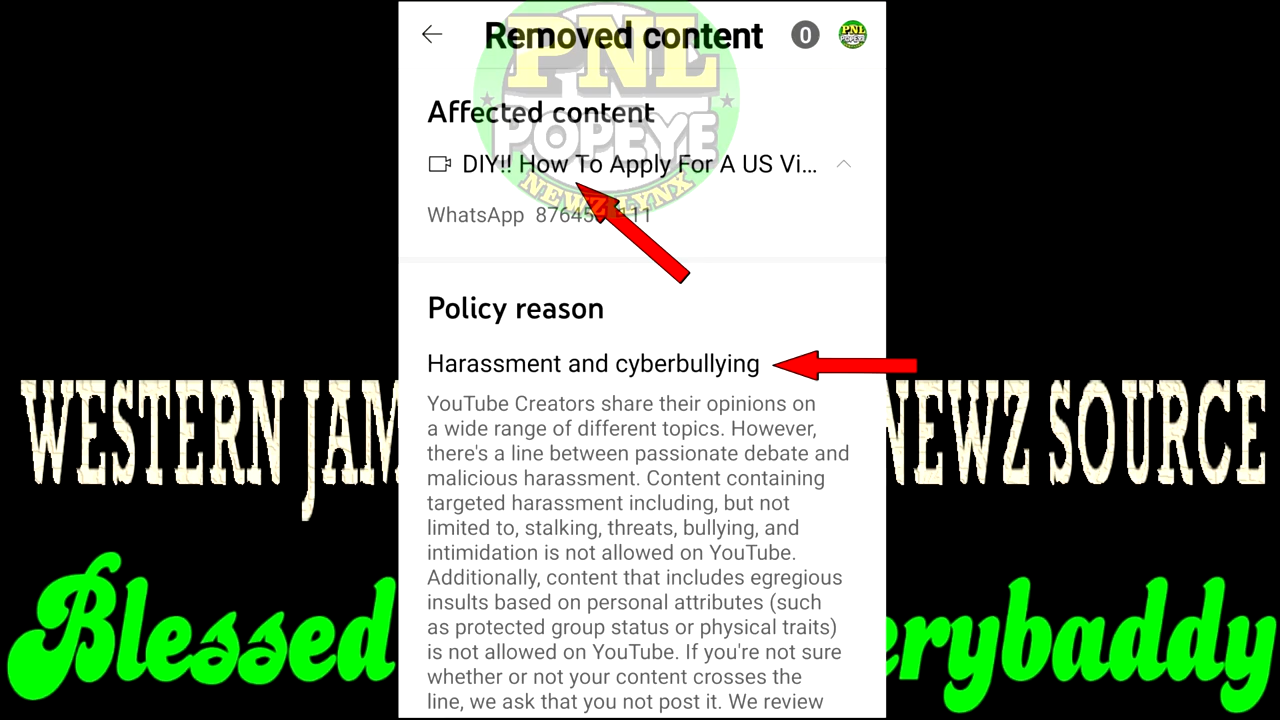 Removed content
0
PNL
POPEYE
NEWZ LYNX
PNL
POPEYE
Affected content
DIY!! How To Apply For A US Vi...
WhatsApp
Policy reason
Harassment and cyberbullying
YouTube Creators share their opinions on
a wide range of different topics. However,
there's a line between passionate debate and
malicious harassment. Content containing
targeted harassment including, but not
limited to, stalking, threats, bullying, and
intimidation is not allowed on YouTube.
Additionally, content that includes egregious
insults based on personal attributes (such
as protected group status or physical traits)
is not allowed on YouTube. If you're not sure
whether or not your content crosses the
line, we ask that you not post it. We review
WESTERN JAM NEWZ SOURCE
Blessed erybaddy